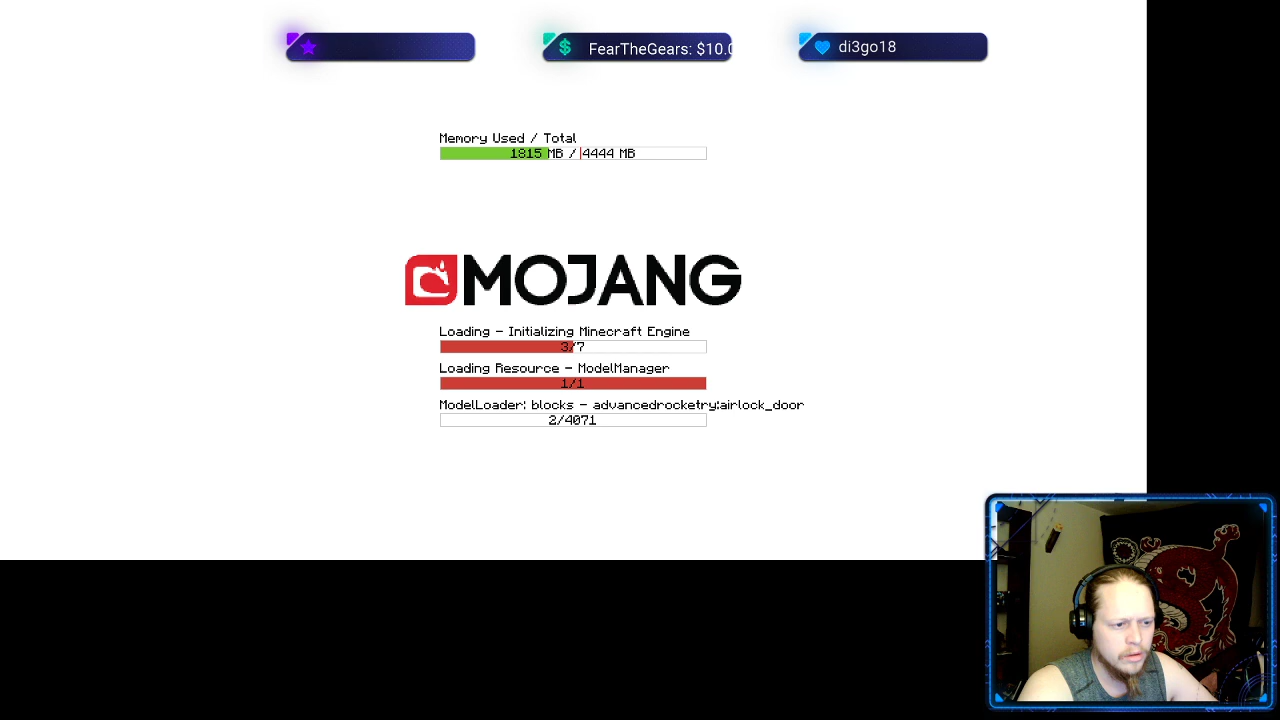 FearTheGears: $10.0
di3go18
Memory Used / Total
1815 MB / 4444 MB
MOJANG
Loading - Initializing Minecraft Engine
3/7
Loading Resource - ModelManager
1/1
ModelLoader: blocks - advancedrocketry:airlock_door
2/4071